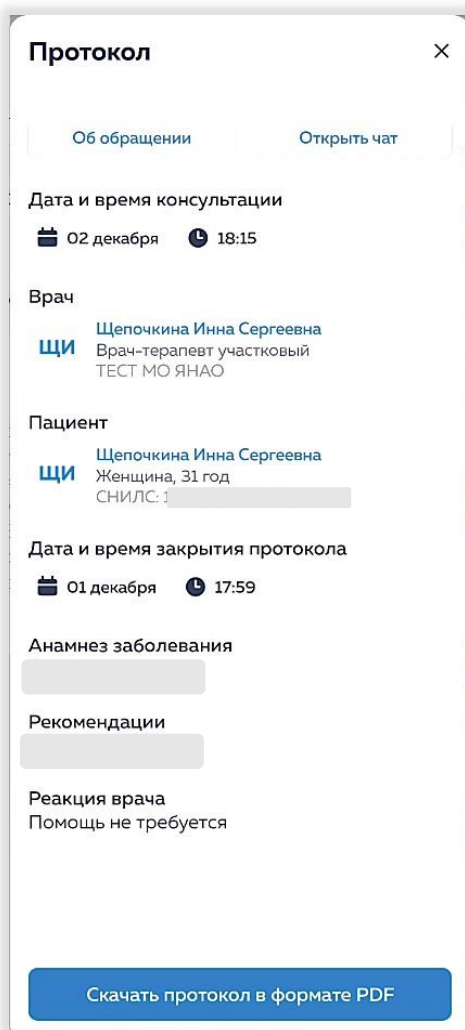 Протокол
Об обращении
Открыть чат
Дата и время консультации
02 декабря 18:15
Врач
ЩИ
Щепочкина Инна Сергеевна
Врач-терапевт участковый
ТЕСТ МО ЯНАО
Пациент
ЩИ
Щепочкина Инна Сергеевна
Женщина, 31 год
СНИЛС:
Дата и время закрытия протокола
01 декабря 17:59
Анамнез заболевания
Рекомендации
Реакция врача
Помощь не требуется
Скачать протокол в формате PDF